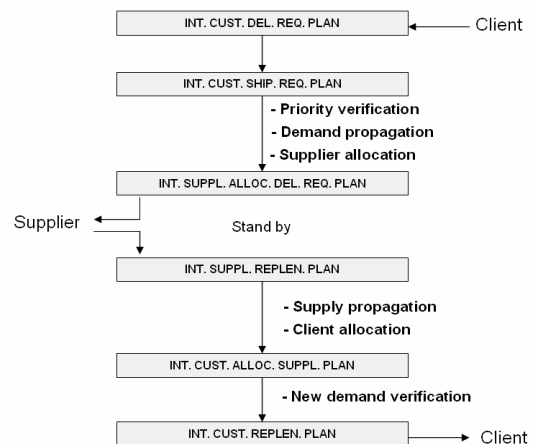 INT. CUST. DEL. REQ. PLAN
Client
INT. CUST. SHIP. REQ. PLAN
- Priority verification
- Demand propagation
- Supplier allocation
INT. SUPPL. ALLOC. DEL. REQ. PLAN
Supplier
Stand by
INT. SUPPL. REPLEN. PLAN
- Supply propagation
- Client allocation
INT. CUST. ALLOC. SUPPL. PLAN
- New demand verification
INT. CUST. REPLEN. PLAN
Client